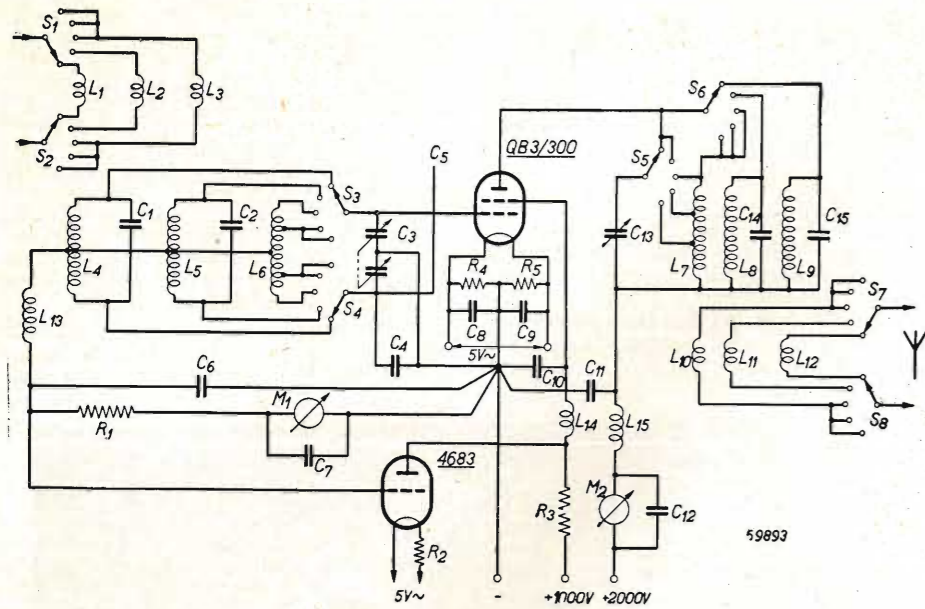 S1
L1
L2
L3
S2
C5
QB3/300
S6
S5
S3
C1
C2
C3
R4
R5
C13
C14
C15
L4
L5
L6
L7
L8
L9
S4
L13
C8
C9
S7
C4
5V~
L10
L11
L12
C6
C10
C11
M1
L14
L15
S8
R1
C7
4683
M2
C12
R3
R2
59893
5V~
-
+1000V
+2000V